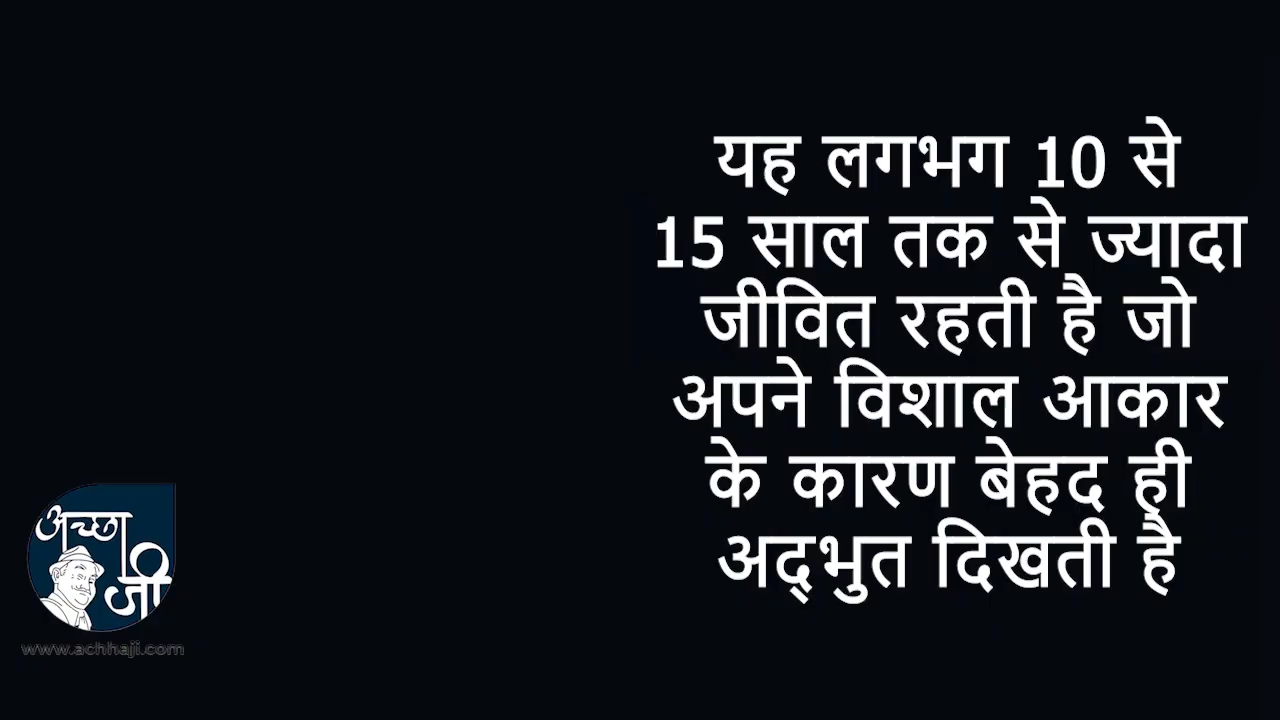 यह लगभग 10 से
15 साल तक से ज्यादा
जीवित रहती है जो
अपने विशाल आकार
के कारण बेहद ही
अद्भुत दिखती है
अच्छा
जी
www.achhaji.com